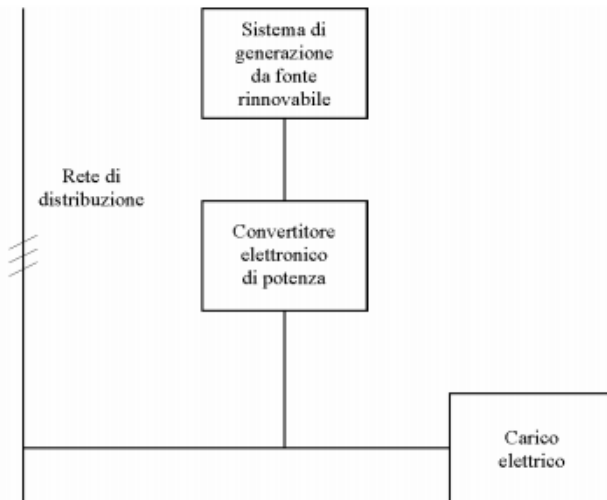 Sistema di
generazione
da fonte
rinnovabile
Rete di
distribuzione
Convertitore
elettronico
di potenza
Carico
elettrico